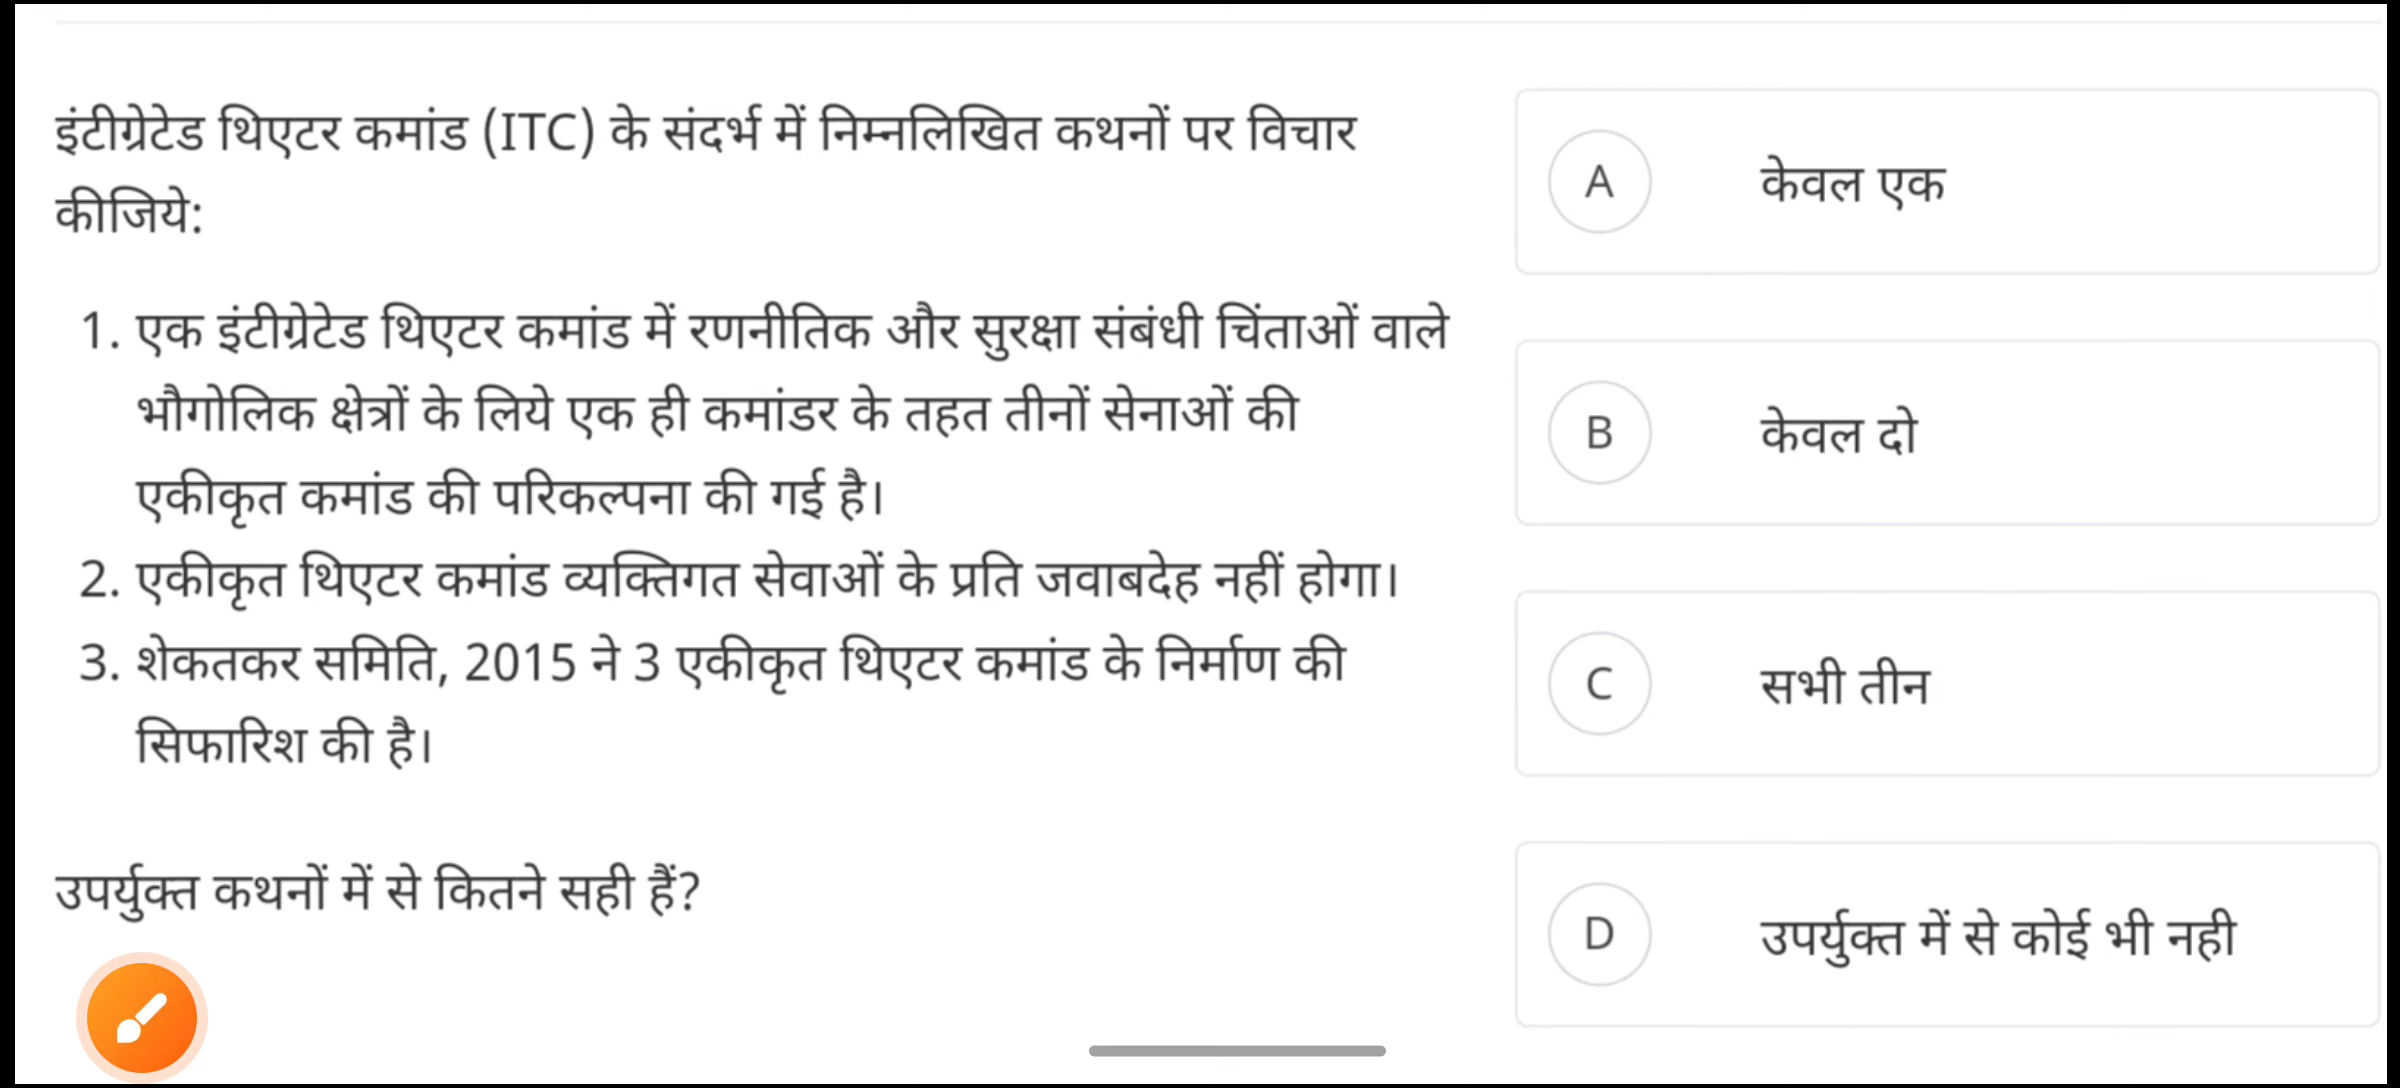 इंटीग्रेटेड थिएटर कमांड (ITC) के संदर्भ में निम्नलिखित कथनों पर विचार
कीजिये:
1. एक इंटीग्रेटेड थिएटर कमांड में रणनीतिक और सुरक्षा संबंधी चिंताओं वाले
भौगोलिक क्षेत्रों के लिये एक ही कमांडर के तहत तीनों सेनाओं की
एकीकृत कमांड की परिकल्पना की गई है।
2. एकीकृत थिएटर कमांड व्यक्तिगत सेवाओं के प्रति जवाबदेह नहीं होगा।
3. शेकतकर समिति, 2015 ने 3 एकीकृत थिएटर कमांड के निर्माण की
सिफारिश की है।
उपर्युक्त कथनों में से कितने सही हैं?
A केवल एक
B केवल दो
C सभी तीन
D उपर्युक्त में से कोई भी नही